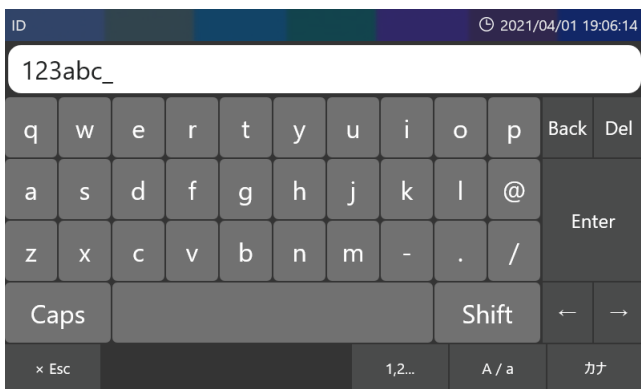 ID 2021/04/01 19:06:14
123abc_
q w e r t y u i o p Back Del
a s d f g h j k l @
Enter
z x c v b n m - . /
Caps Shift ← →
× Esc 1,2... A / a カナ